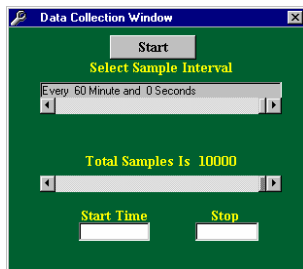 Data Collection Window
Start
Select Sample Interval
Every 60 Minute and 0 Seconds
Total Samples Is 10000
Start Time Stop